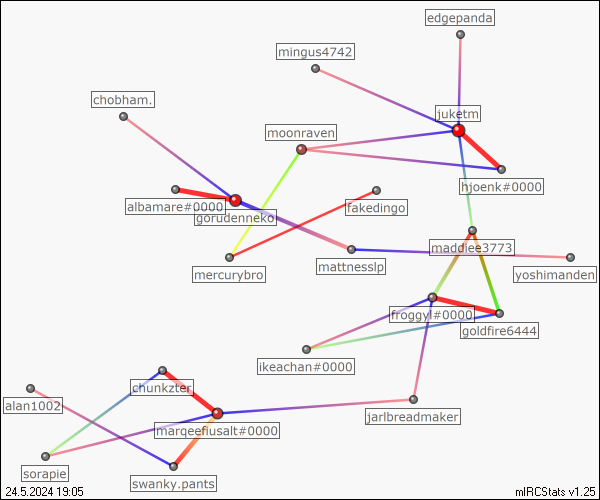 edgepanda
mingus4742
chobham.
juketm
moonraven
hjoenk#0000
albamare#0000
fakedingo
gorudenneko
maddiee3773
mattnesslp
mercurybro
yoshimanden
froggyl#0000
goldfire6444
ikeachan#0000
chunkzter
alan1002
jarlbreadmaker
marqeefiusalt#0000
sorapie
swanky.pants
24.5.2024 19:05
mIRCStats v1.25